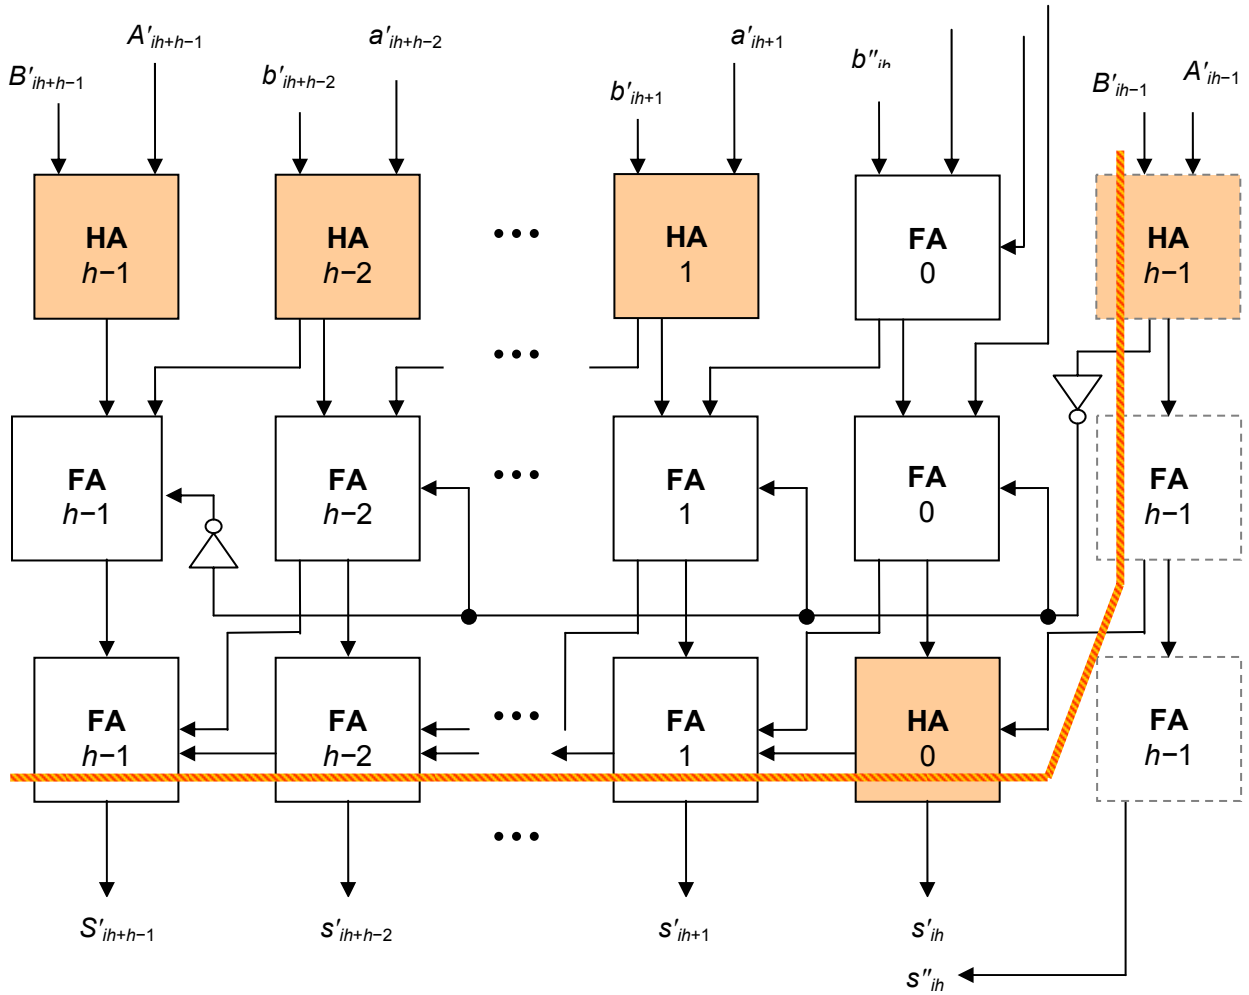 A′ih+h−1 a′ih+h−2 a′ih+1
B′ih+h−1 b′ih+h−2 b′ih+1 b″ih B′ih−1 A′ih−1
HA HA ••• HA FA HA
h−1 h−2 1 0 h−1
•••
FA FA ••• FA FA FA
h−1 h−2 1 0 h−1
FA FA ••• FA HA FA
h−1 h−2 1 0 h−1
•••
S′ih+h−1 s′ih+h−2 s′ih+1 s′ih
s″ih